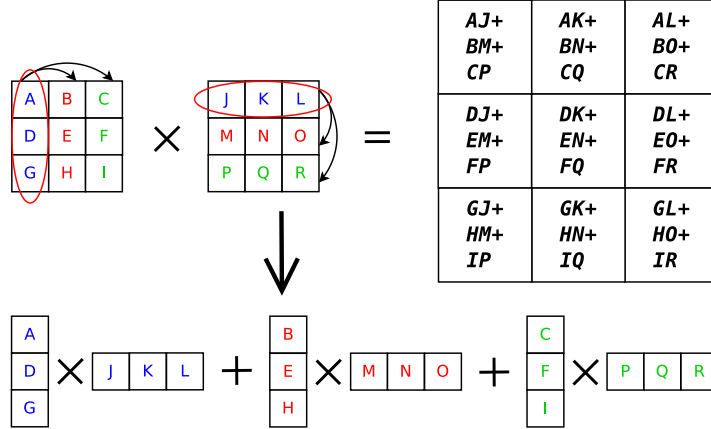 A B C
D E F
G H I
×
J K L
M N O
P Q R
=
AJ+ AK+ AL+
BM+ BN+ BO+
CP CQ CR
DJ+ DK+ DL+
EM+ EN+ EO+
FP FQ FR
GJ+ GK+ GL+
HM+ HN+ HO+
IP IQ IR
A
D
G
×
J K L
+
B
E
H
×
M N O
+
C
F
I
×
P Q R